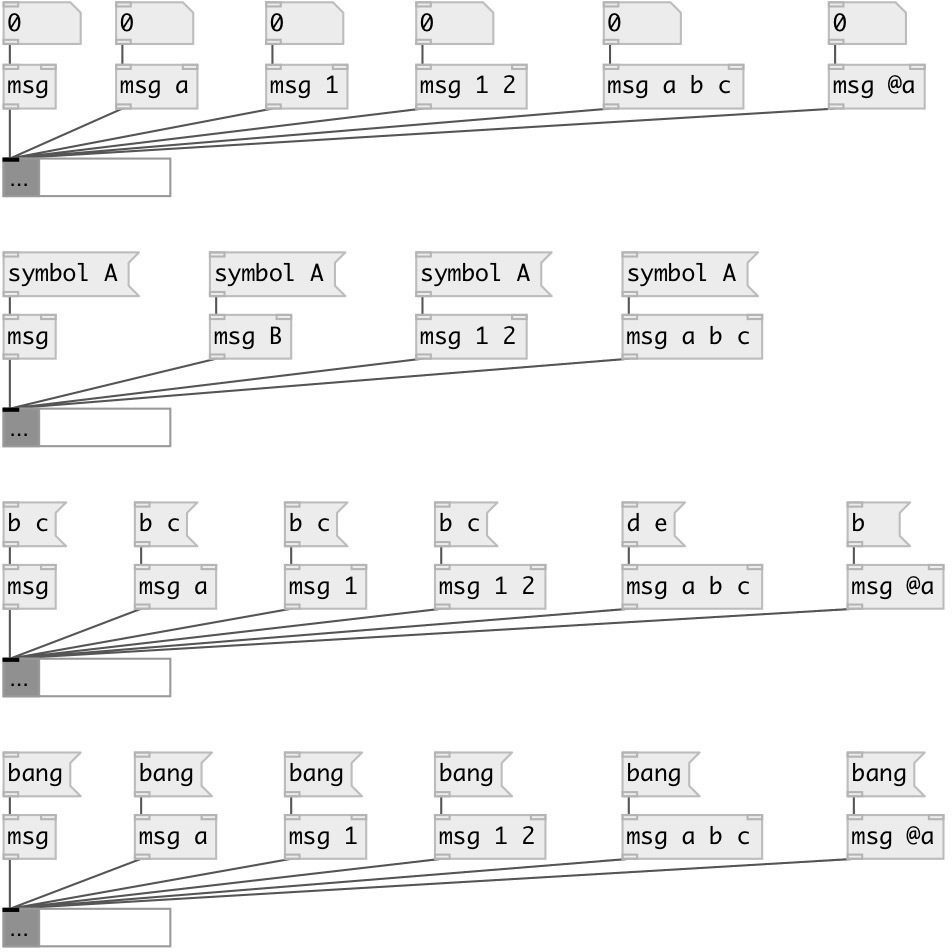 0 0 0 0 0 0
msg msg a msg 1 msg 1 2 msg a b c msg @a
...
symbol A symbol A symbol A symbol A
msg msg B msg 1 2 msg a b c
...
b c b c b c b c d e b
msg msg a msg 1 msg 1 2 msg a b c msg @a
...
bang bang bang bang bang bang
msg msg a msg 1 msg 1 2 msg a b c msg @a
...